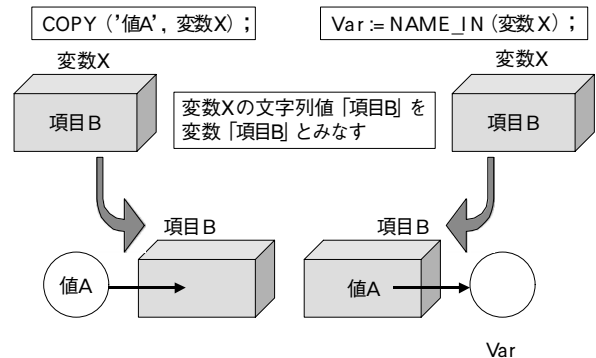 COPY ('値A', 変数X) ;
Var := NAME_IN (変数X) ;
変数X
変数X
項目B
項目B
変数Xの文字列値「項目B」を
変数「項目B」とみなす
項目B
項目B
値A
値A
Var